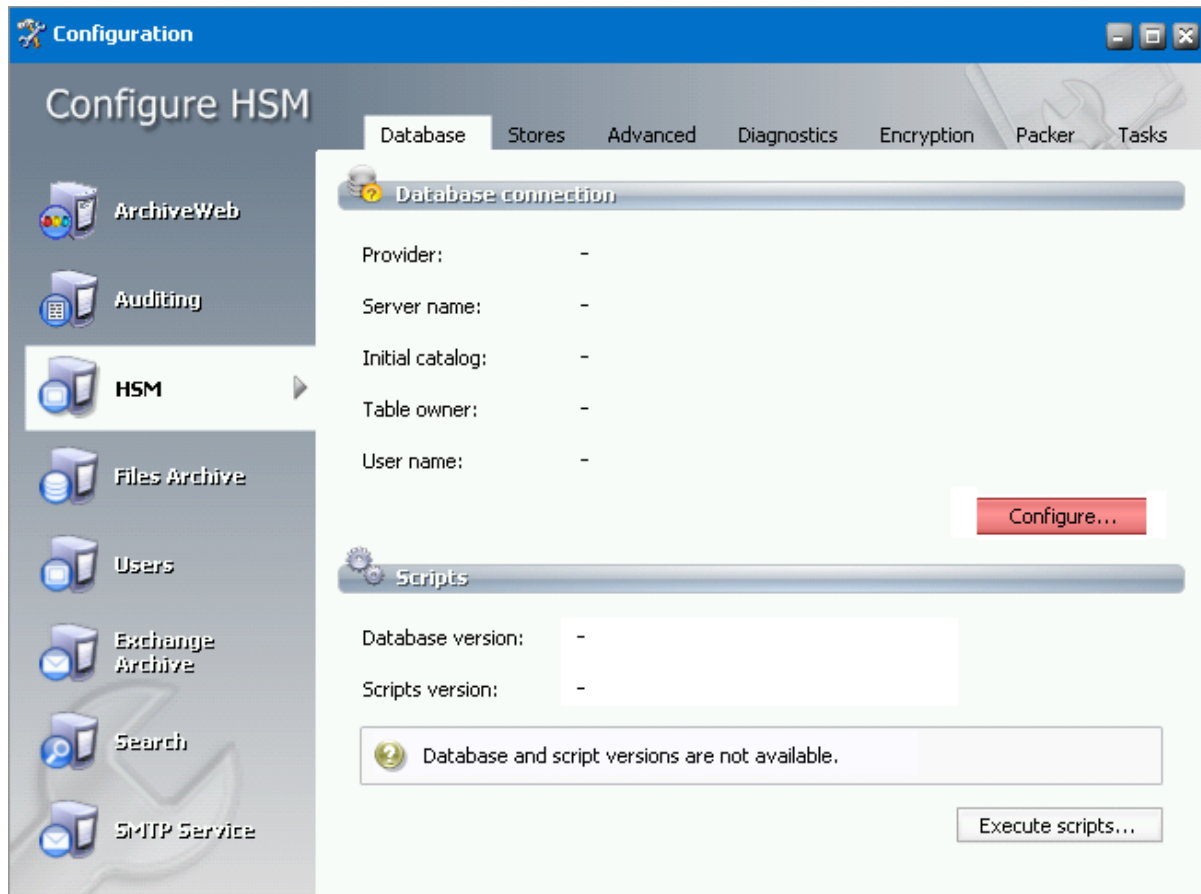 Configuration
Configure HSM
Database Stores Advanced Diagnostics Encryption Packer Tasks
ArchiveWeb
Auditing
HSM
Files Archive
Users
Exchange
Archive
Search
SMTP Service
Database connection
Provider: -
Server name: -
Initial catalog: -
Table owner: -
User name: -
Configure...
Scripts
Database version: -
Scripts version: -
Database and script versions are not available.
Execute scripts...